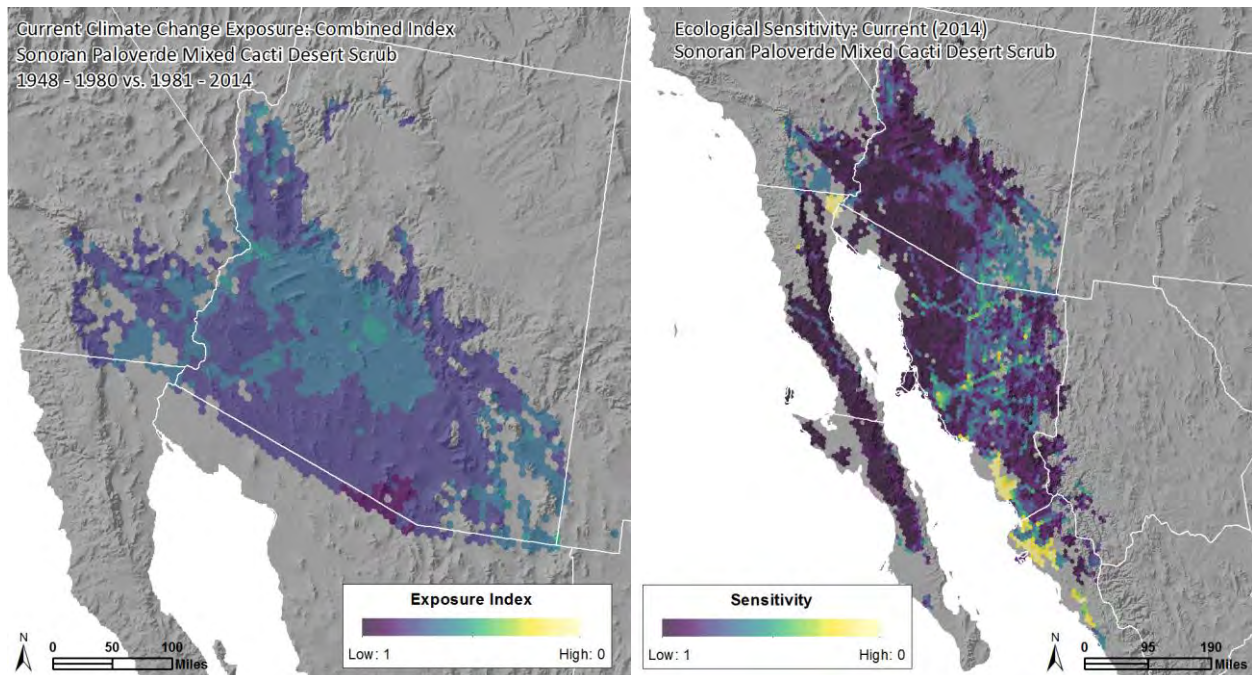 Current Climate Change Exposure: Combined Index
Sonoran Paloverde Mixed Cacti Desert Scrub
1948 - 1980 vs. 1981 - 2014
Exposure Index
Low: 1 High: 0
N
0 50 100
Miles
Ecological Sensitivity: Current (2014)
Sonoran Paloverde Mixed Cacti Desert Scrub
Sensitivity
Low: 1 High: 0
N
0 95 190
Miles